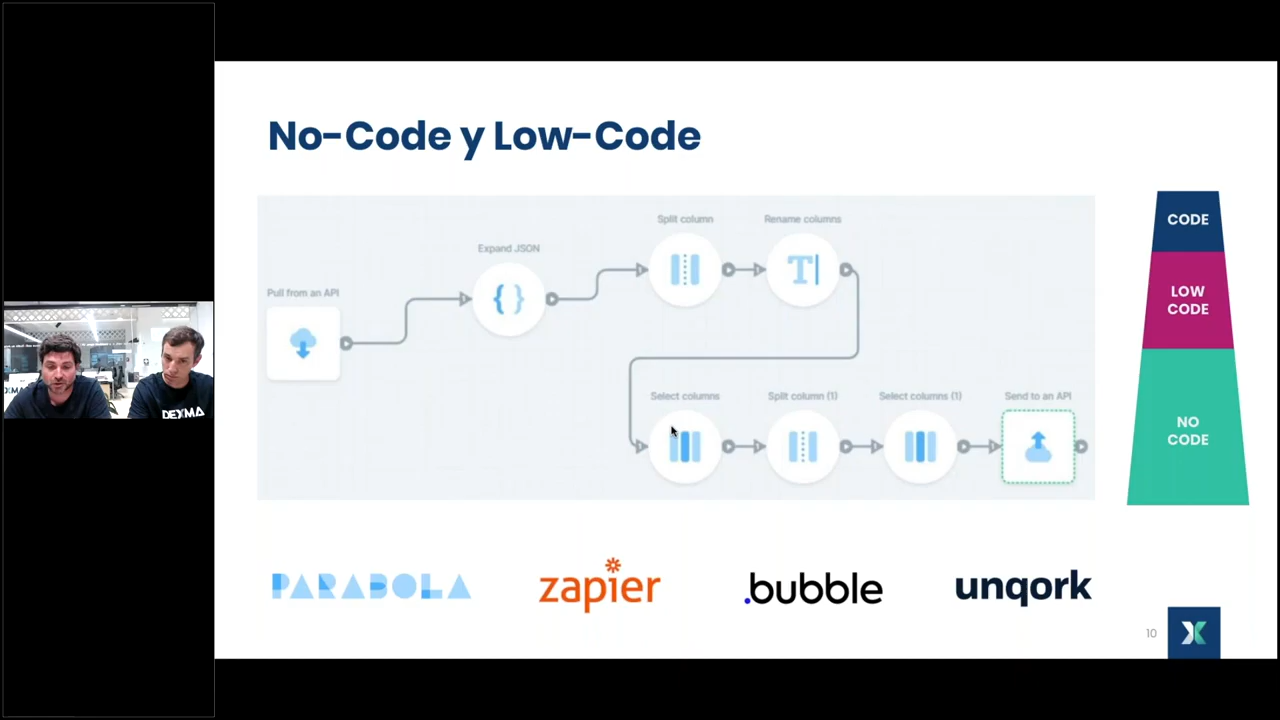 No-Code y Low-Code
Split column
Rename columns
Expand JSON
Pull from an API
Select columns
Split column (1)
Select columns (1)
Send to an API
CODE
LOW
CODE
NO
CODE
PARABOLA
zapier
.bubble
unqork
10
DEXMA